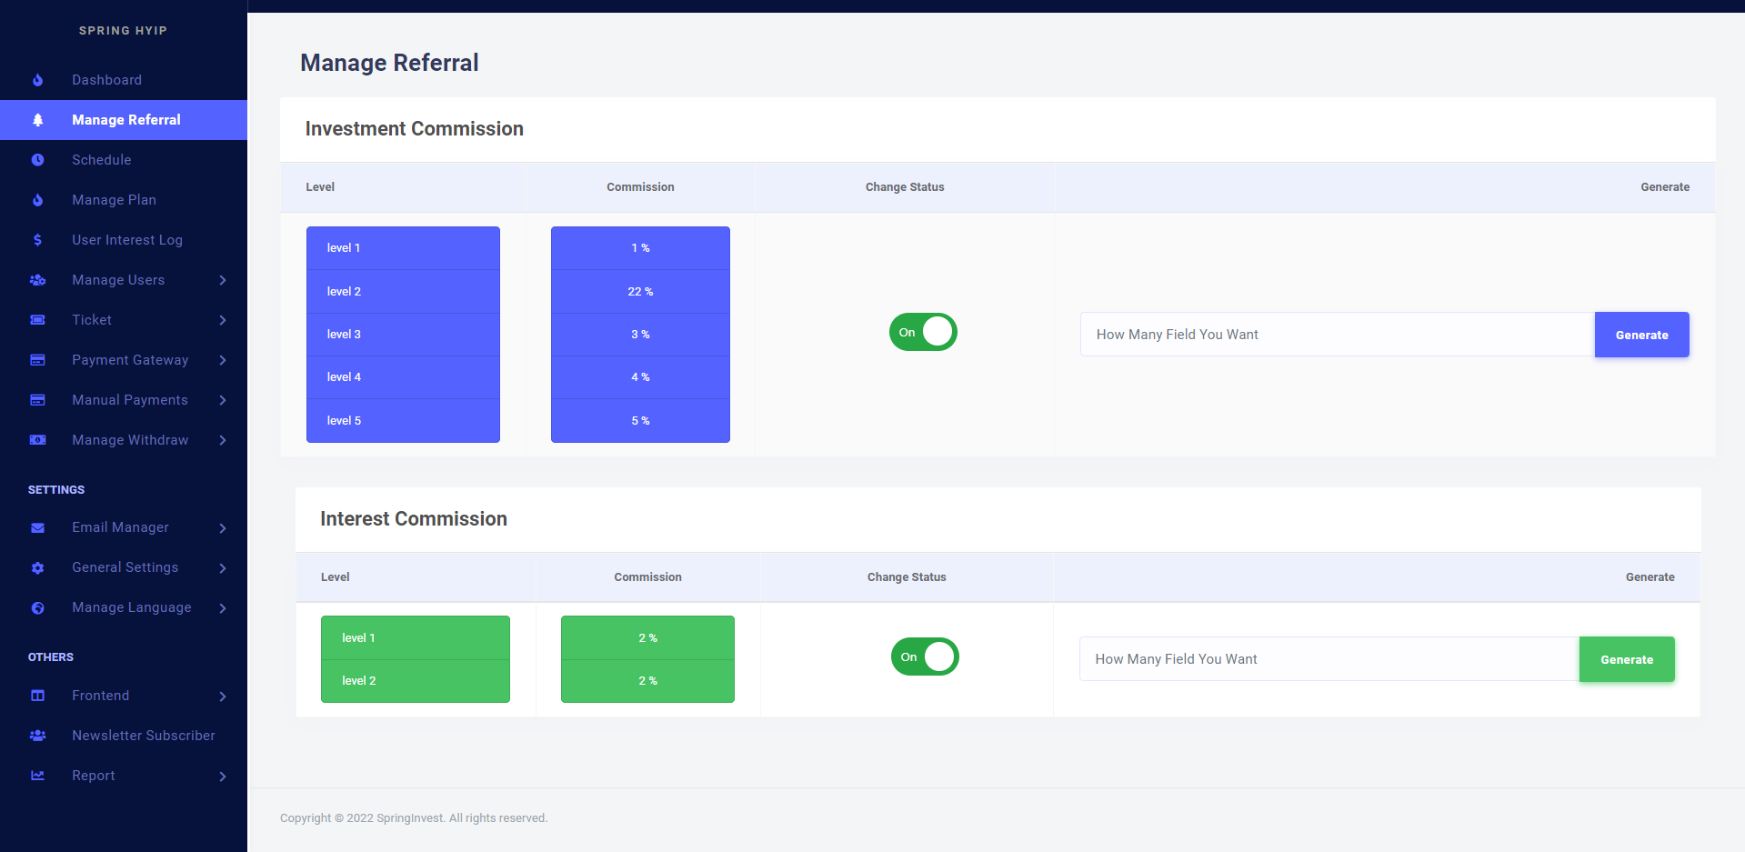 SPRING HYIP
Dashboard
Manage Referral
Schedule
Manage Plan
User Interest Log
Manage Users
Ticket
Payment Gateway
Manual Payments
Manage Withdraw
SETTINGS
Email Manager
General Settings
Manage Language
OTHERS
Frontend
Newsletter Subscriber
Report
Manage Referral
Investment Commission
Level Commission Change Status Generate
level 1 1 %
level 2 22 %
level 3 3 %
On How Many Field You Want Generate
level 4 4 %
level 5 5 %
Interest Commission
Level Commission Change Status Generate
level 1 2 %
On How Many Field You Want Generate
level 2 2 %
Copyright © 2022 SpringInvest. All rights reserved.